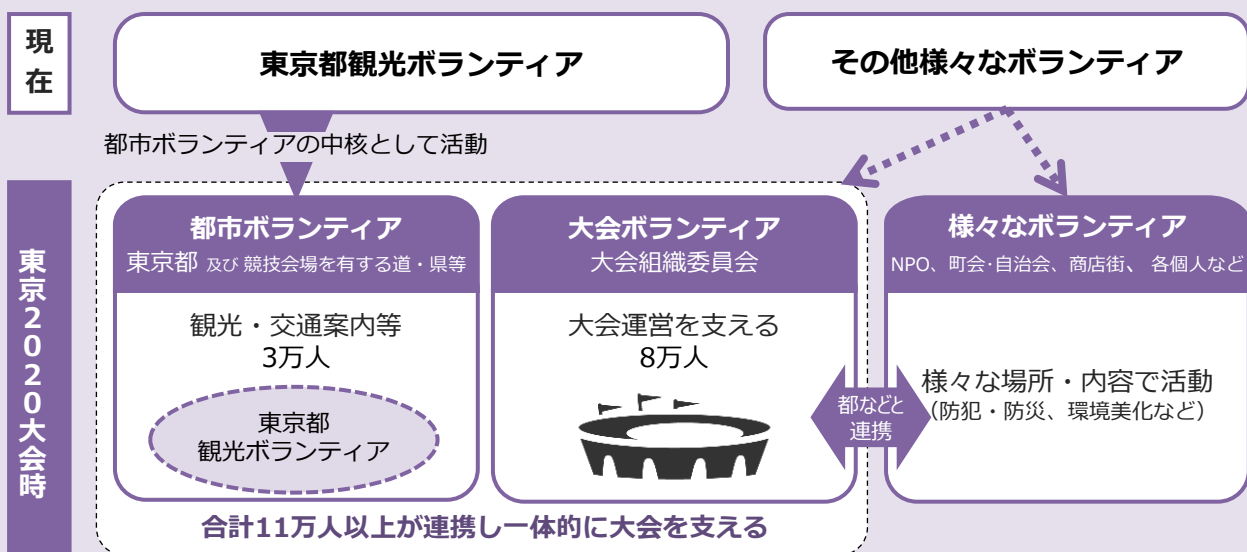 現在
東京都観光ボランティア
その他様々なボランティア
都市ボランティアの中核として活動
東京2020大会時
都市ボランティア
東京都 及び 競技会場を有する道・県等
観光・交通案内等
3万人
東京都
観光ボランティア
大会ボランティア
大会組織委員会
大会運営を支える
8万人
都などと
連携
様々なボランティア
NPO、町会・自治会、商店街、各個人など
様々な場所・内容で活動
（防犯・防災、環境美化など）
合計11万人以上が連携し一体的に大会を支える